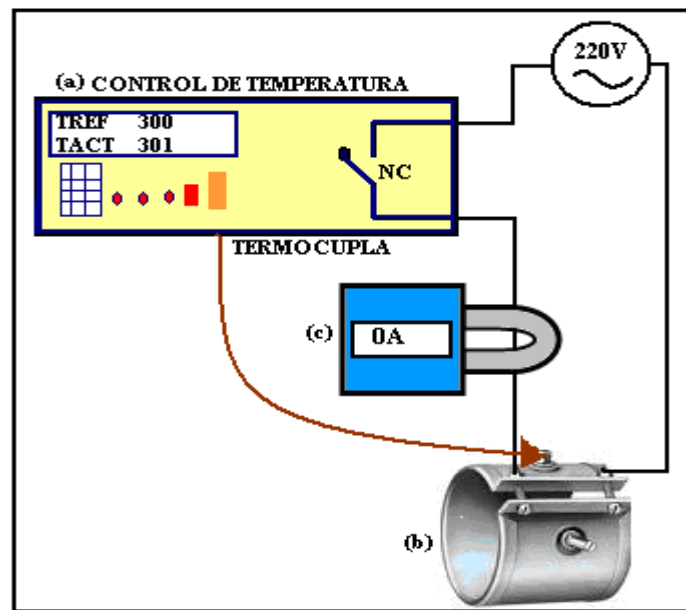 220V
(a) CONTROL DE TEMPERATURA
TREF 300
TACT 301
NC
TERMOCUPLA
(c)
0A
(b)